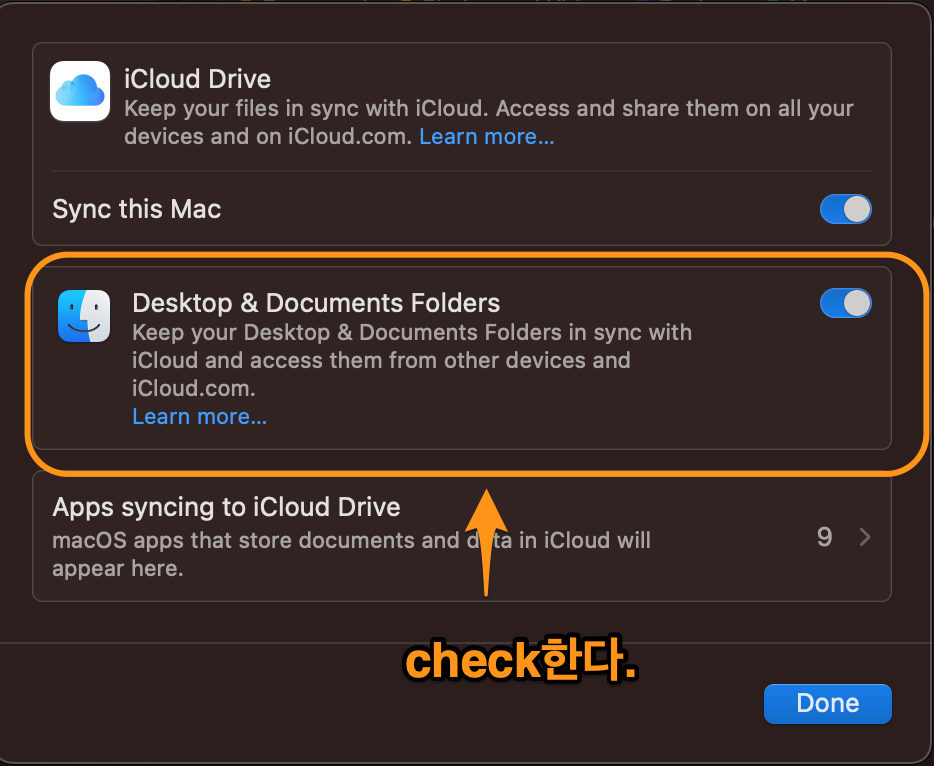 iCloud Drive
Keep your files in sync with iCloud. Access and share them on all your
devices and on iCloud.com. Learn more...
Sync this Mac
Desktop & Documents Folders
Keep your Desktop & Documents Folders in sync with
iCloud and access them from other devices and
iCloud.com.
Learn more...
Apps syncing to iCloud Drive
macOS apps that store documents and data in iCloud will
appear here.
9
check한다.
Done